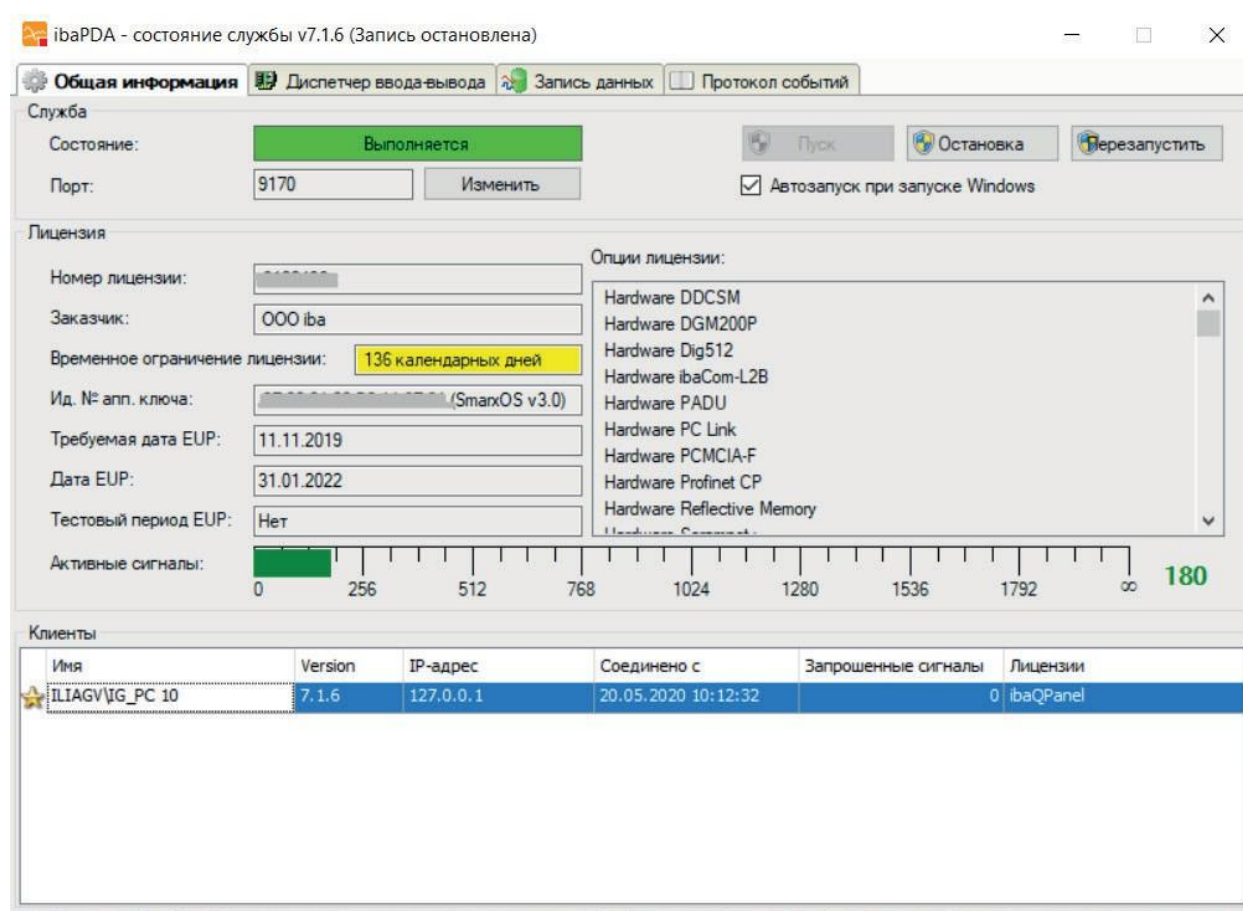 ibaPDA - состояние службы v7.1.6 (Запись остановлена)
Общая информация Диспетчер ввода-вывода Запись данных Протокол событий
Служба
Состояние: Выполняется Пуск Остановка Перезапустить
Порт: 9170 Изменить Автозапуск при запуске Windows
Лицензия
Опции лицензии:
Номер лицензии:
Hardware DDCSM
Заказчик: ООО iba
Hardware DGM200P
Временное ограничение лицензии: 136 календарных дней
Hardware Dig512
Hardware ibaCom-L2B
Ид. № апп. ключа: (SmarxOS v3.0)
Hardware PADU
Требуемая дата EUP: 11.11.2019
Hardware PC Link
Hardware PCMCIA-F
Дата EUP: 31.01.2022
Hardware Profinet CP
Hardware Reflective Memory
Тестовый период EUP: Нет
Активные сигналы:
0 256 512 768 1024 1280 1536 1792 ∞ 180
Клиенты
Имя Version IP-адрес Соединено с Запрошенные сигналы Лицензии
ILIAGV\IG_PC 10 7.1.6 127.0.0.1 20.05.2020 10:12:32 0 ibaQPanel